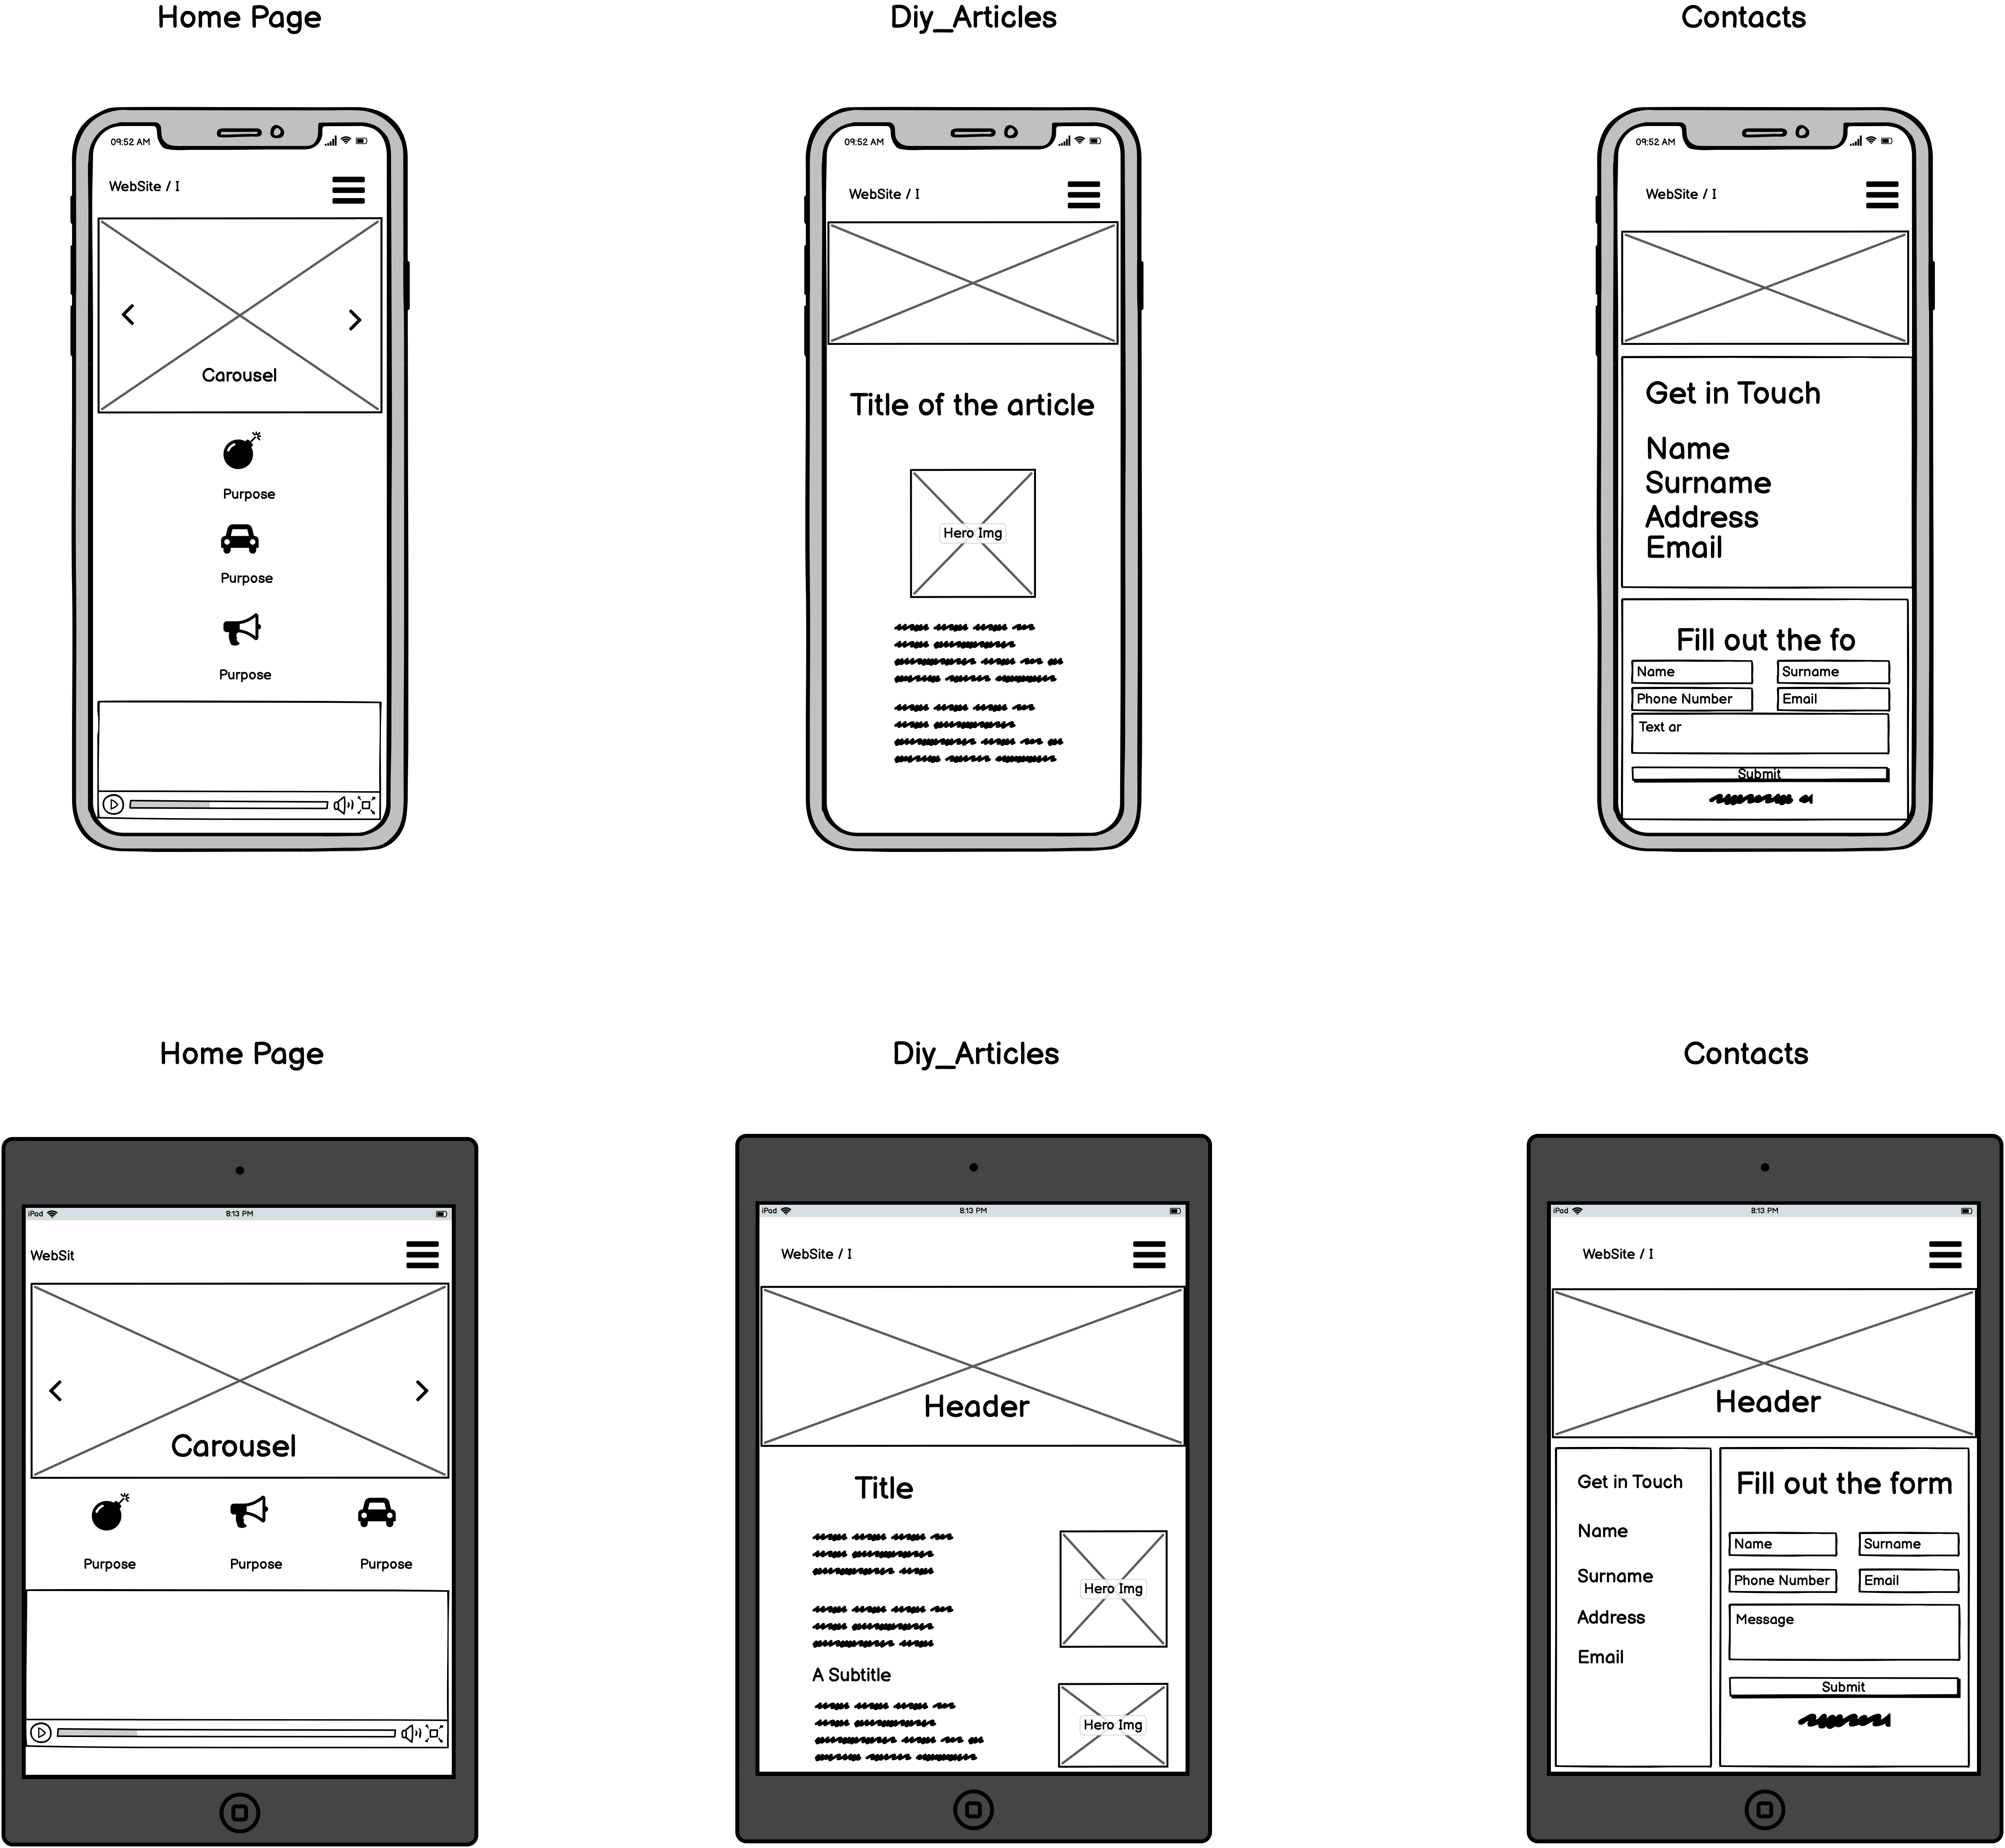 Home Page
Diy_Articles
Contacts
09:52 AM
WebSite / I
Carousel
Purpose
Purpose
Purpose
09:52 AM
WebSite / I
Title of the article
Hero Img
09:52 AM
WebSite / I
Get in Touch
Name
Surname
Address
Email
Fill out the fo
Name
Surname
Phone Number
Email
Text ar
Submit
Home Page
Diy_Articles
Contacts
iPad
8:13 PM
WebSit
Carousel
Purpose
Purpose
Purpose
iPad
8:13 PM
WebSite / I
Header
Title
Hero Img
A Subtitle
Hero Img
iPad
8:13 PM
WebSite / I
Header
Get in Touch
Name
Surname
Address
Email
Fill out the form
Name
Surname
Phone Number
Email
Message
Submit